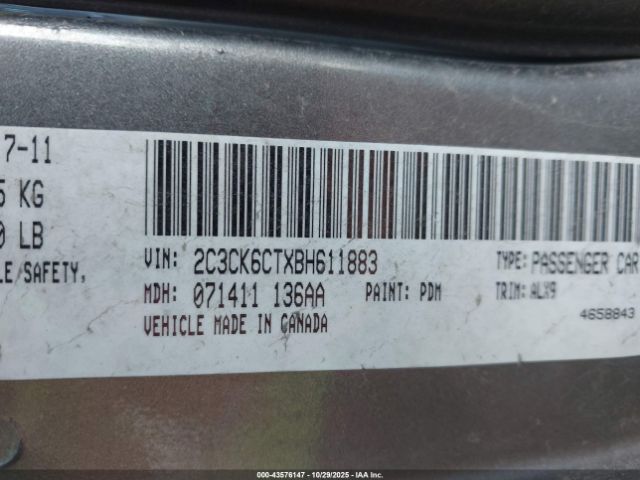 7-11
5 KG
0 LB
LE SAFETY,
VIN: 2C3CK6CTXBH611883
TYPE: PASSENGER CAR
MDH: 071411 136AA PAINT: PDM TRIM: ALX9
VEHICLE MADE IN CANADA
4658843
00-43576147 - 10/29/2025 - IAA Inc.